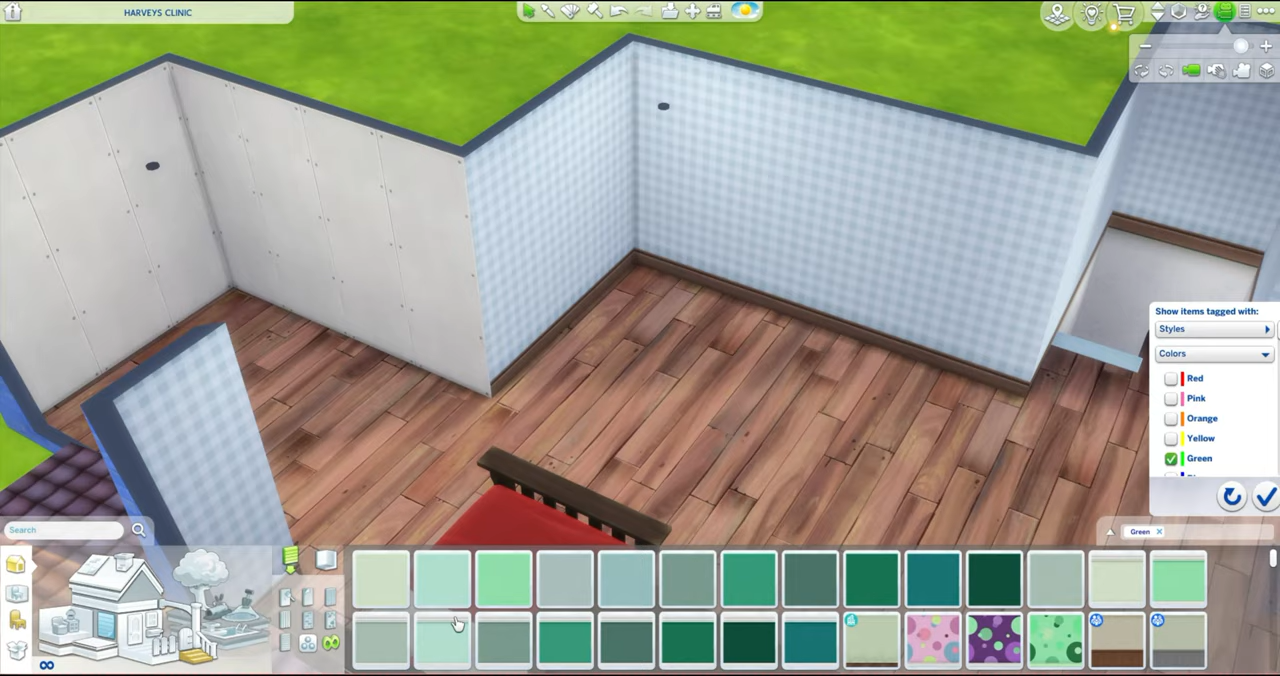 HARVEYS CLINIC
Show items tagged with:
Styles
Colors
Red
Pink
Orange
Yellow
Green
Search
Green